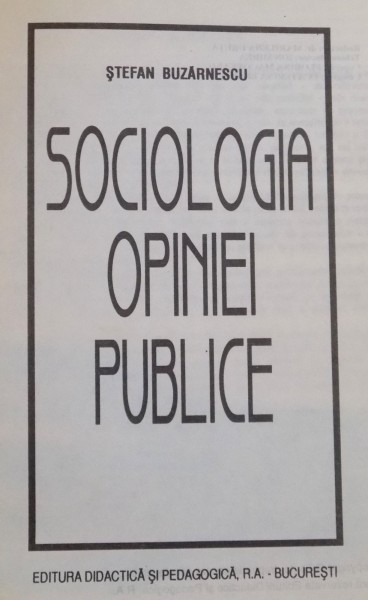 ŞTEFAN BUZĂRNESCU
SOCIOLOGIA
OPINIEI
PUBLICE
EDITURA DIDACTICĂ ŞI PEDAGOGICĂ, R.A. - BUCUREŞTI